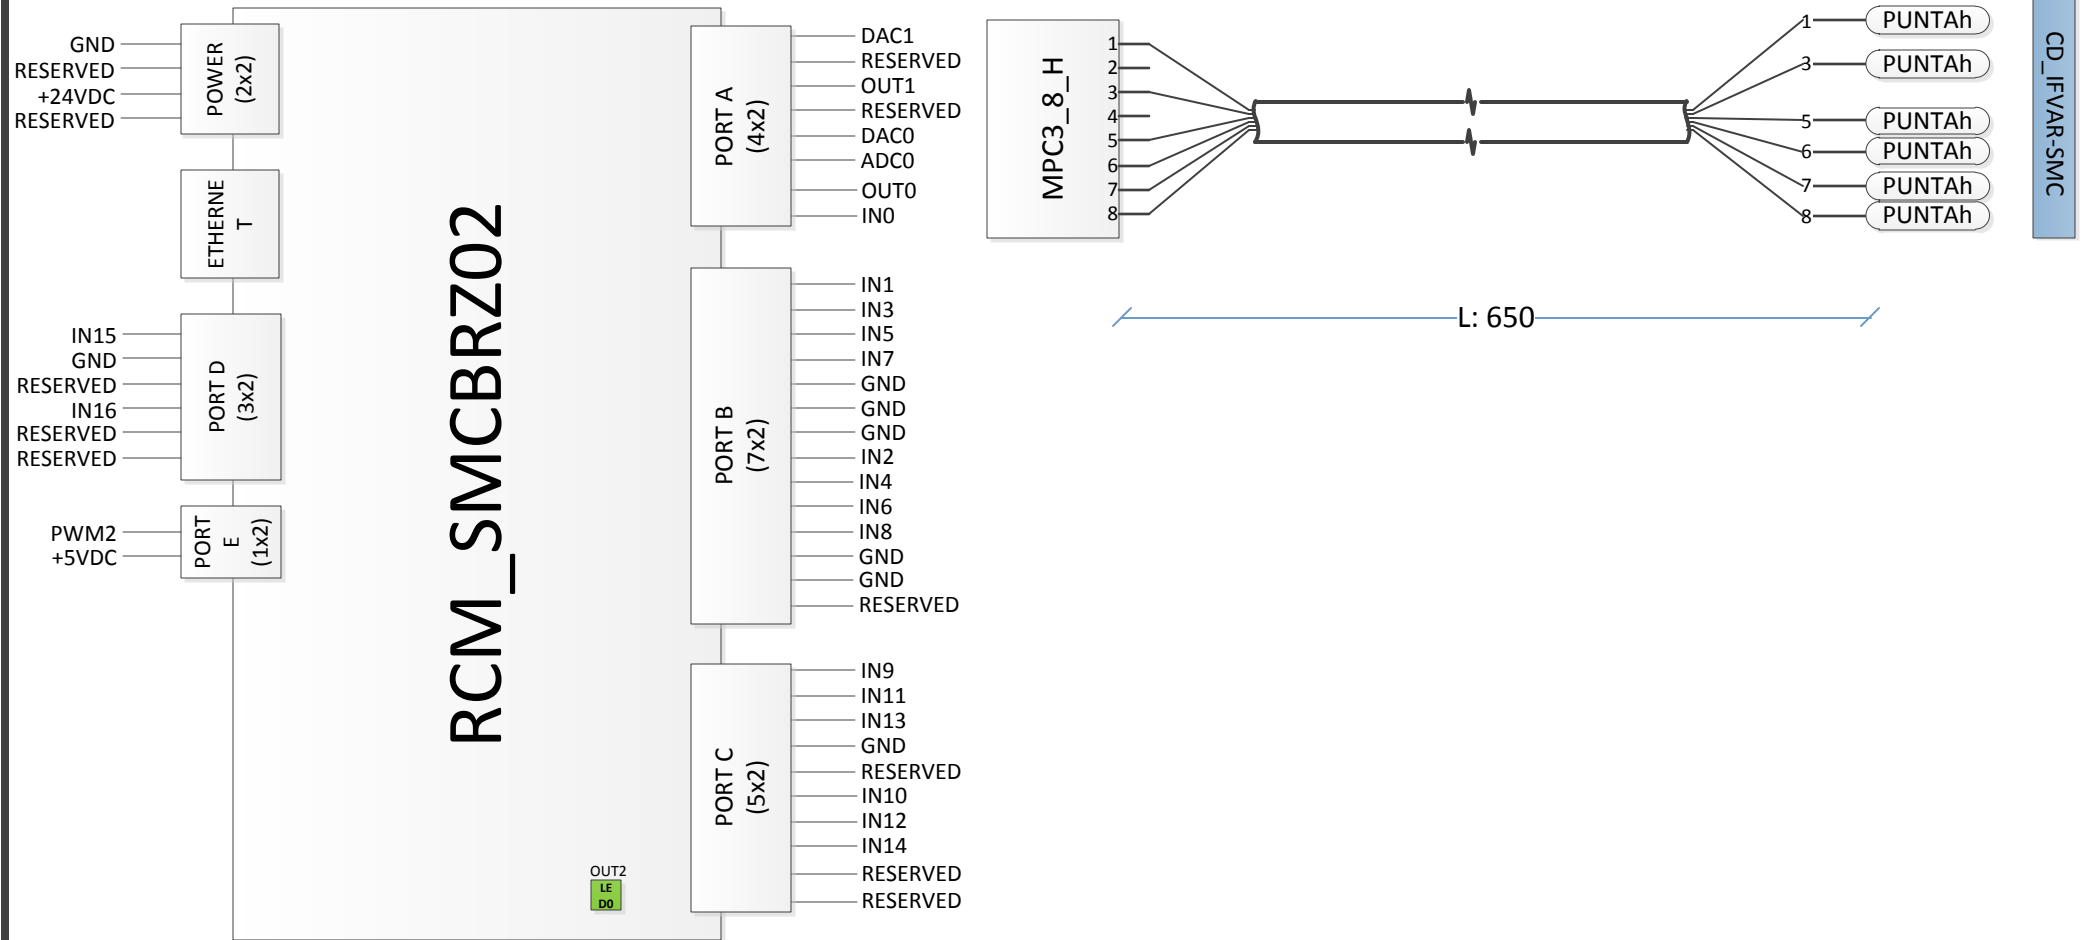 GND
RESERVED
+24VDC
RESERVED
POWER
(2x2)
ETHERNE
T
IN15
GND
RESERVED
IN16
RESERVED
RESERVED
PORT D
(3x2)
PWM2
+5VDC
PORT
E
(1x2)
RCM_SMCBRZ02
OUT2
LE
D0
PORT A
(4x2)
DAC1
RESERVED
OUT1
RESERVED
DAC0
ADC0
OUT0
IN0
PORT B
(7x2)
IN1
IN3
IN5
IN7
GND
GND
GND
IN2
IN4
IN6
IN8
GND
GND
RESERVED
PORT C
(5x2)
IN9
IN11
IN13
GND
RESERVED
IN10
IN12
IN14
RESERVED
RESERVED
MPC3_8_H
1
2
3
4
5
6
7
8
1 PUNTAh
3 PUNTAh
5 PUNTAh
6 PUNTAh
7 PUNTAh
8 PUNTAh
CD_IFVAR-SMC
L: 650